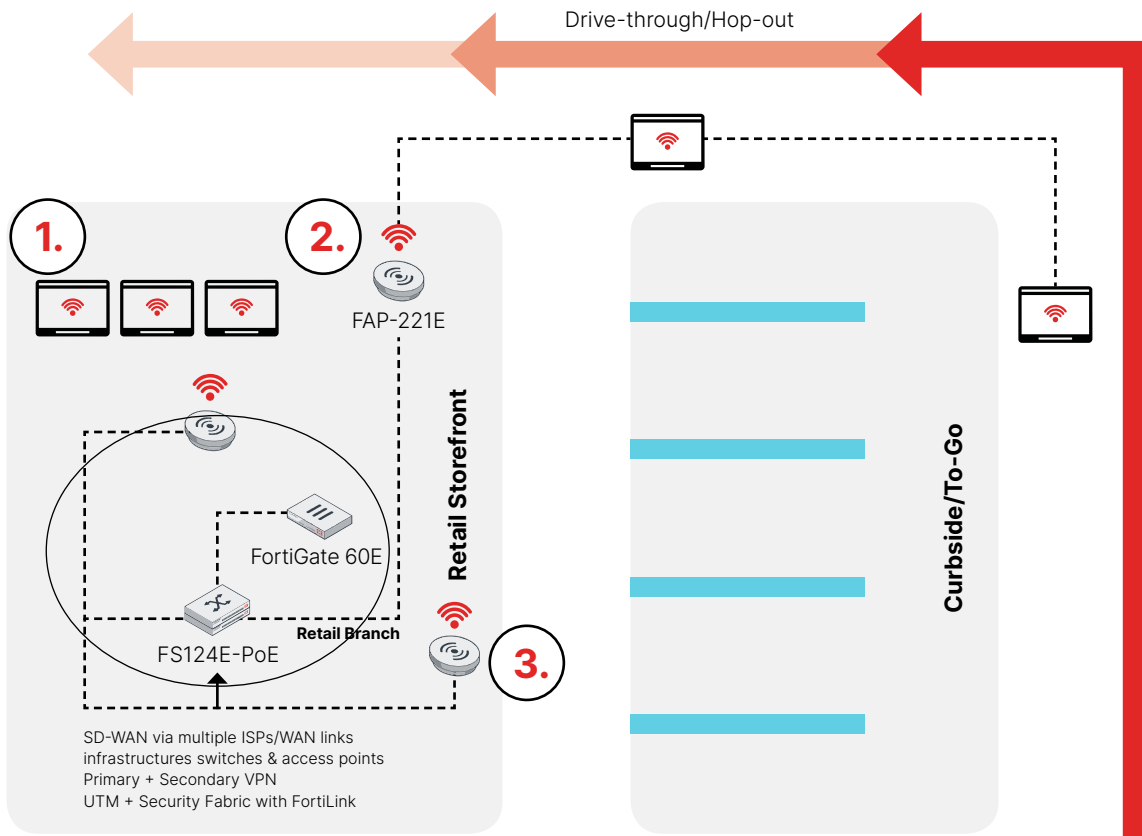 Drive-through/Hop-out
1.
2.
FAP-221E
Retail Storefront
Curbside/To-Go
FortiGate 60E
Retail Branch
FS124E-PoE
3.
SD-WAN via multiple ISPs/WAN links
infrastructures switches & access points
Primary + Secondary VPN
UTM + Security Fabric with FortiLink